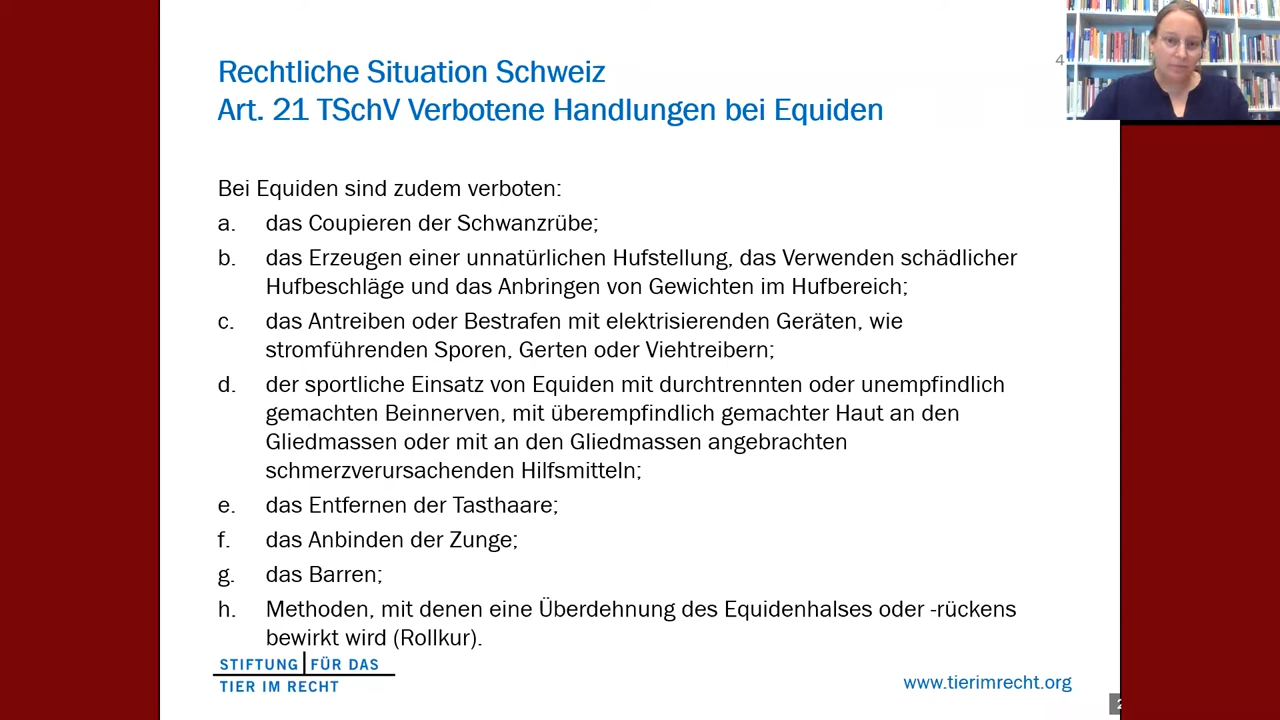 Rechtliche Situation Schweiz
4
Art. 21 TSchV Verbotene Handlungen bei Equiden
Bei Equiden sind zudem verboten:
a. das Coupieren der Schwanzrübe;
b. das Erzeugen einer unnatürlichen Hufstellung, das Verwenden schädlicher
Hufbeschläge und das Anbringen von Gewichten im Hufbereich;
c. das Antreiben oder Bestrafen mit elektrisierenden Geräten, wie
stromführenden Sporen, Gerten oder Viehtreibern;
d. der sportliche Einsatz von Equiden mit durchtrennten oder unempfindlich
gemachten Beinnerven, mit überempfindlich gemachter Haut an den
Gliedmassen oder mit an den Gliedmassen angebrachten
schmerzverursachenden Hilfsmitteln;
e. das Entfernen der Tasthaare;
f. das Anbinden der Zunge;
g. das Barren;
h. Methoden, mit denen eine Überdehnung des Equidenhalses oder -rückens
bewirkt wird (Rollkur).
STIFTUNG FÜR DAS
TIER IM RECHT
www.tierimrecht.org